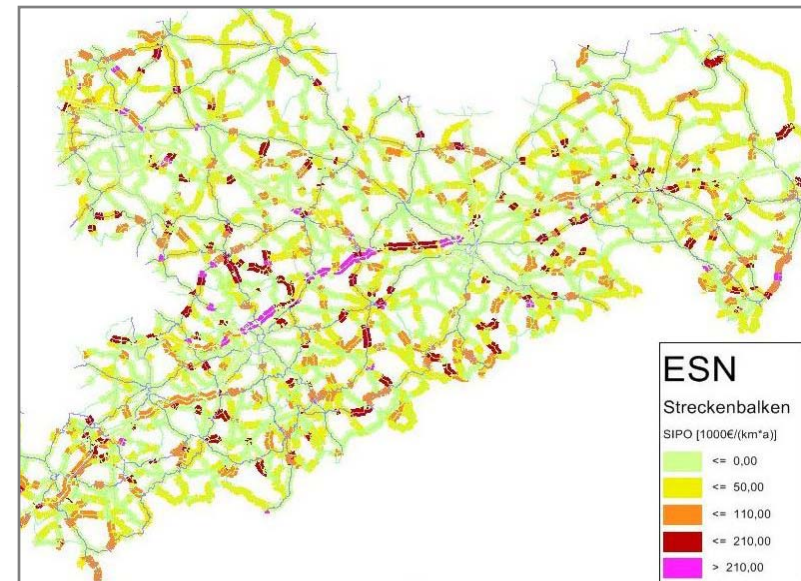 ESN
Streckenbalken
SIPO [1000€/(km*a)]
<= 0,00
<= 50,00
<= 110,00
<= 210,00
> 210,00